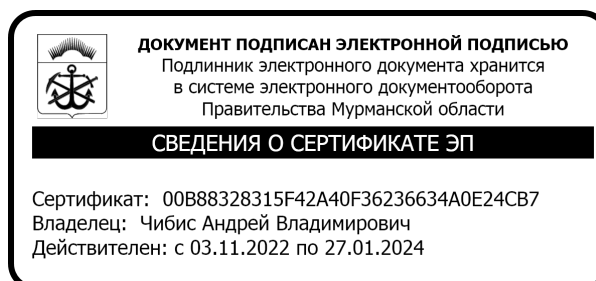 ДОКУМЕНТ ПОДПИСАН ЭЛЕКТРОННОЙ ПОДПИСЬЮ
Подлинник электронного документа хранится
в системе электронного документооборота
Правительства Мурманской области
СВЕДЕНИЯ О СЕРТИФИКАТЕ ЭП
Сертификат: 00B88328315F42A40F36236634A0E24CB7
Владелец: Чибис Андрей Владимирович
Действителен: с 03.11.2022 по 27.01.2024